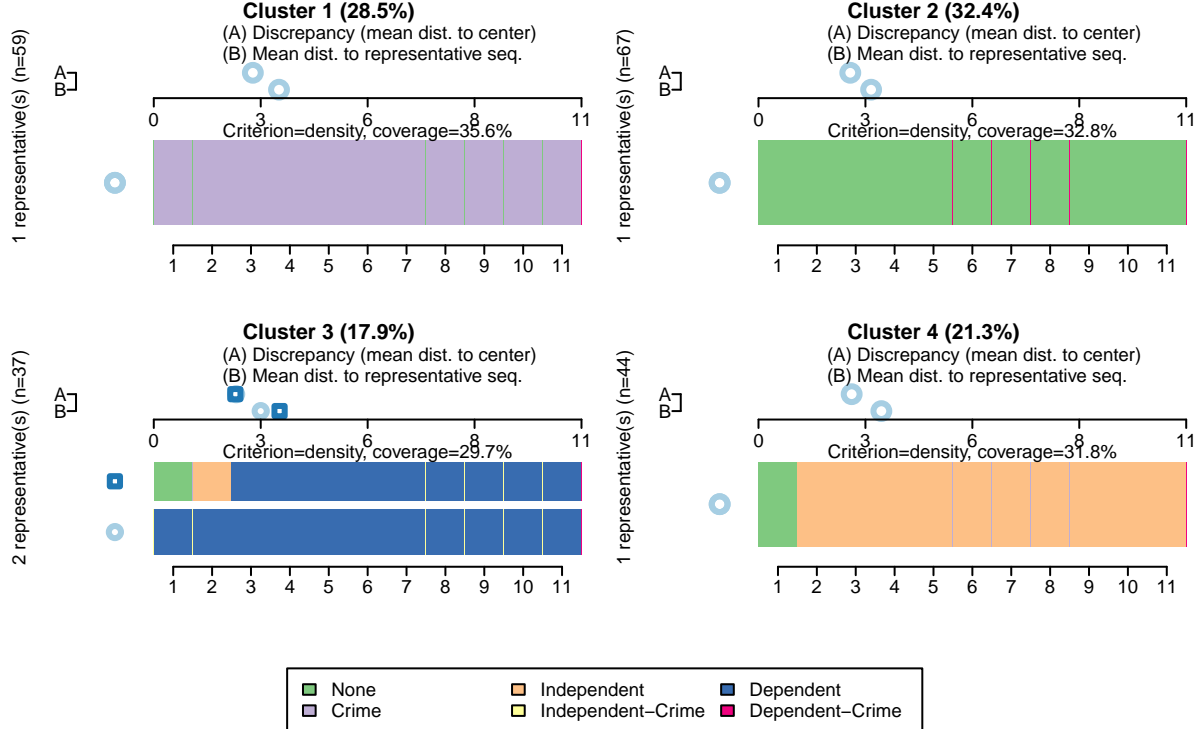 Cluster 1 (28.5%)
(A) Discrepancy (mean dist. to center)
(B) Mean dist. to representative seq.
1 representative(s) (n=59)
A
B
0 3 6 8 11
Criterion=density, coverage=35.6%
1 2 3 4 5 6 7 8 9 10 11
Cluster 2 (32.4%)
(A) Discrepancy (mean dist. to center)
(B) Mean dist. to representative seq.
1 representative(s) (n=67)
A
B
0 3 6 8 11
Criterion=density, coverage=32.8%
1 2 3 4 5 6 7 8 9 10 11
Cluster 3 (17.9%)
(A) Discrepancy (mean dist. to center)
(B) Mean dist. to representative seq.
2 representative(s) (n=37)
A
B
0 3 6 8 11
Criterion=density, coverage=29.7%
1 2 3 4 5 6 7 8 9 10 11
Cluster 4 (21.3%)
(A) Discrepancy (mean dist. to center)
(B) Mean dist. to representative seq.
1 representative(s) (n=44)
A
B
0 3 6 8 11
Criterion=density, coverage=31.8%
1 2 3 4 5 6 7 8 9 10 11
None Independent Dependent
Crime Independent−Crime Dependent−Crime